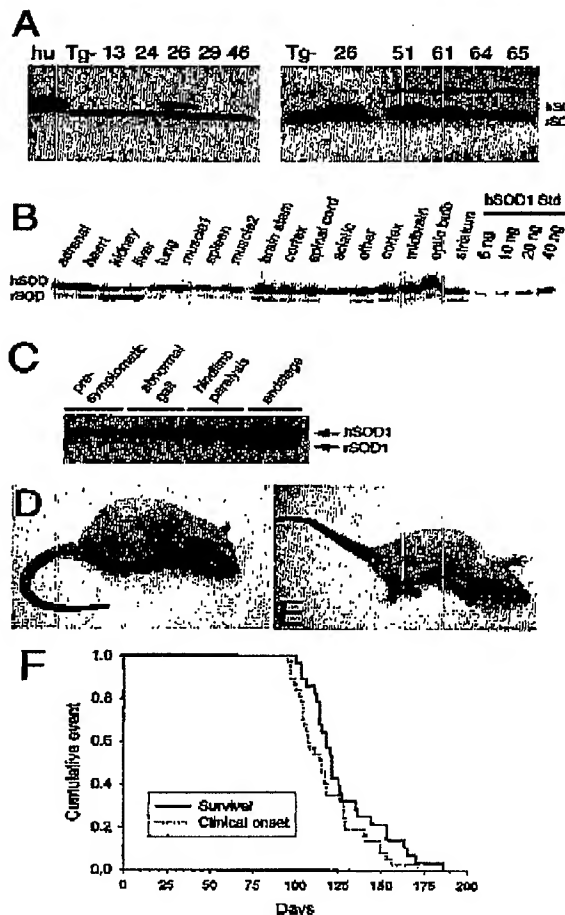 A
hu Tg- 13 24 26 29 46
Tg- 26 51 61 64 65
B
adrenal heart kidney liver lung muscle1 spleen muscle2 brain stem cortex spinal cord sciatic other cortex midbrain optic bulb striatum
hSOD1 Std
5 ng 10 ng 20 ng 40 ng
hSOD
rSOD
C
pre-symptomatic
abnormal gait
hindlimb paralysis
endstage
hSOD1
rSOD1
D
E
F
Cumulative event
1.0
0.8
0.6
0.4
0.2
0.0
Survival
Clinical onset
0 25 50 75 100 125 150 175 200
Days